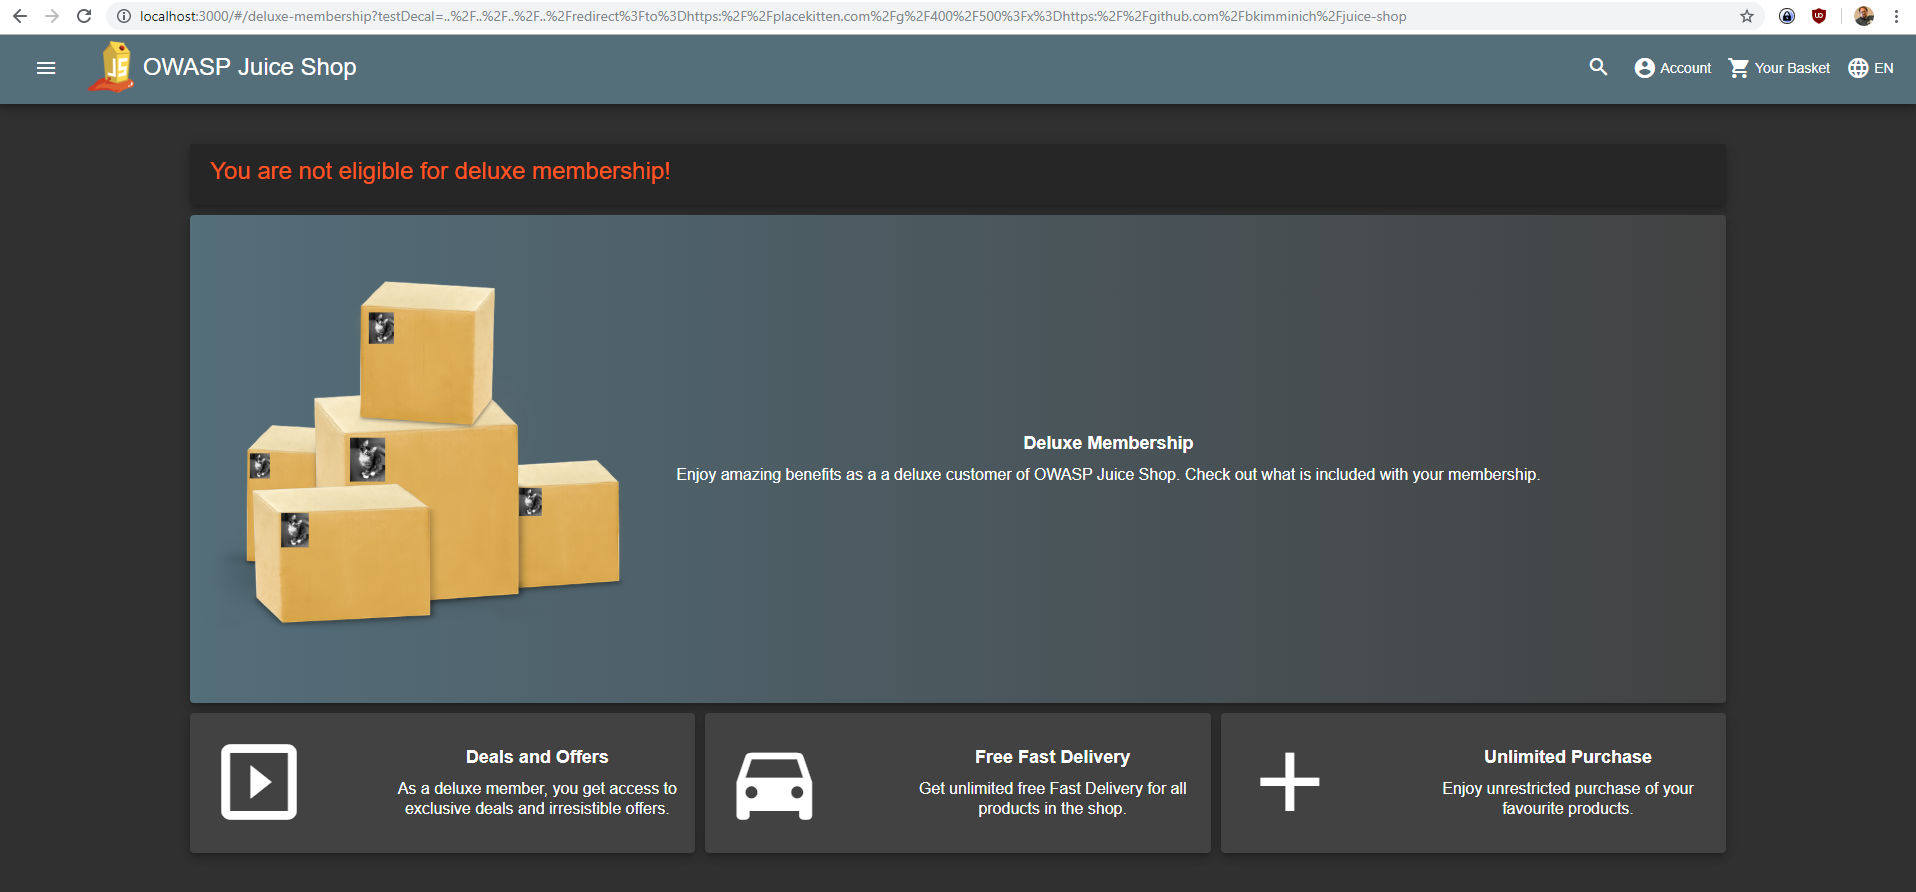 localhost:3000/#/deluxe-membership?testDecal=..%2F..%2F..%2F..%2Fredirect%3Fto%3Dhttps:%2F%2Fplacekitten.com%2Fg%2F400%2F500%3Fx%3Dhttps:%2F%2Fgithub.com%2Fbkimminich%2Fjuice-shop
JS
OWASP Juice Shop
Account
Your Basket
EN
You are not eligible for deluxe membership!
Deluxe Membership
Enjoy amazing benefits as a a deluxe customer of OWASP Juice Shop. Check out what is included with your membership.
Deals and Offers
As a deluxe member, you get access to
exclusive deals and irresistible offers.
Free Fast Delivery
Get unlimited free Fast Delivery for all
products in the shop.
Unlimited Purchase
Enjoy unrestricted purchase of your
favourite products.